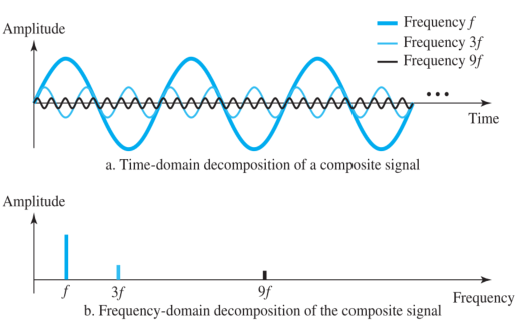 Frequency f
Amplitude
Frequency 3f
Frequency 9f
•••
Time
a. Time-domain decomposition of a composite signal
Amplitude
f 3f 9f
Frequency
b. Frequency-domain decomposition of the composite signal